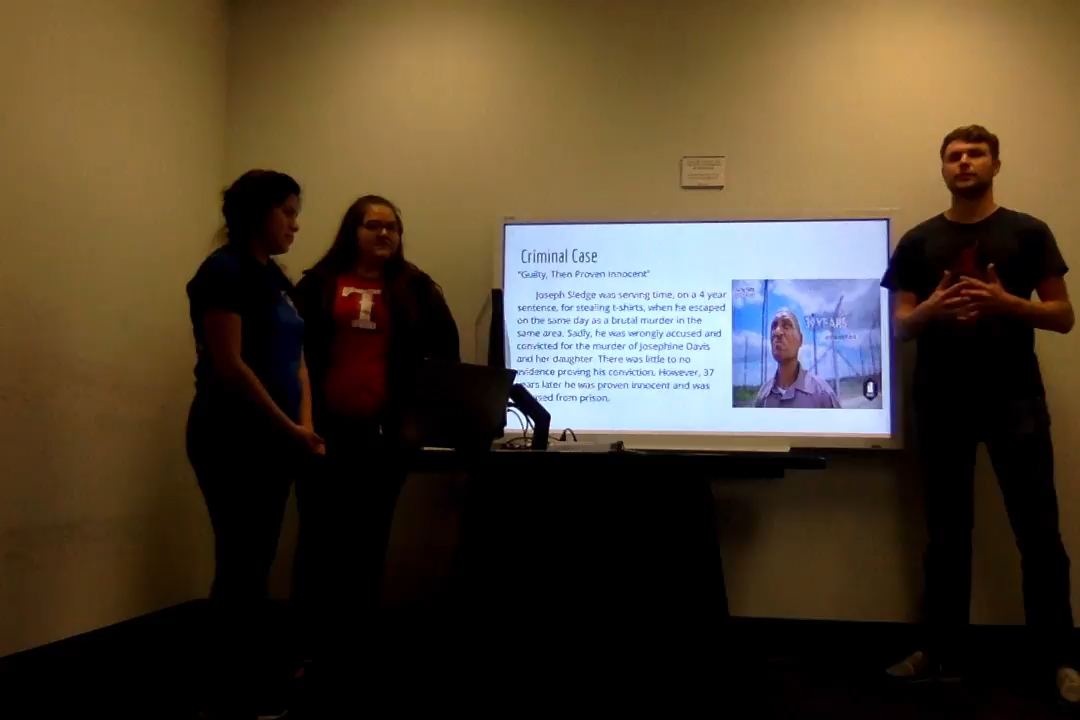 Criminal Case
"Guilty, Then Proven Innocent"
Joseph Sledge was serving time, on a 4 year
sentence, for stealing t-shirts, when he escaped
on the same day as a brutal murder in the
same area. Sadly, he was wrongly accused and
convicted for the murder of Josephine Davis
and her daughter. There was little to no
evidence proving his conviction. However, 37
years later he was proven innocent and was
from prison.
YEARS
T